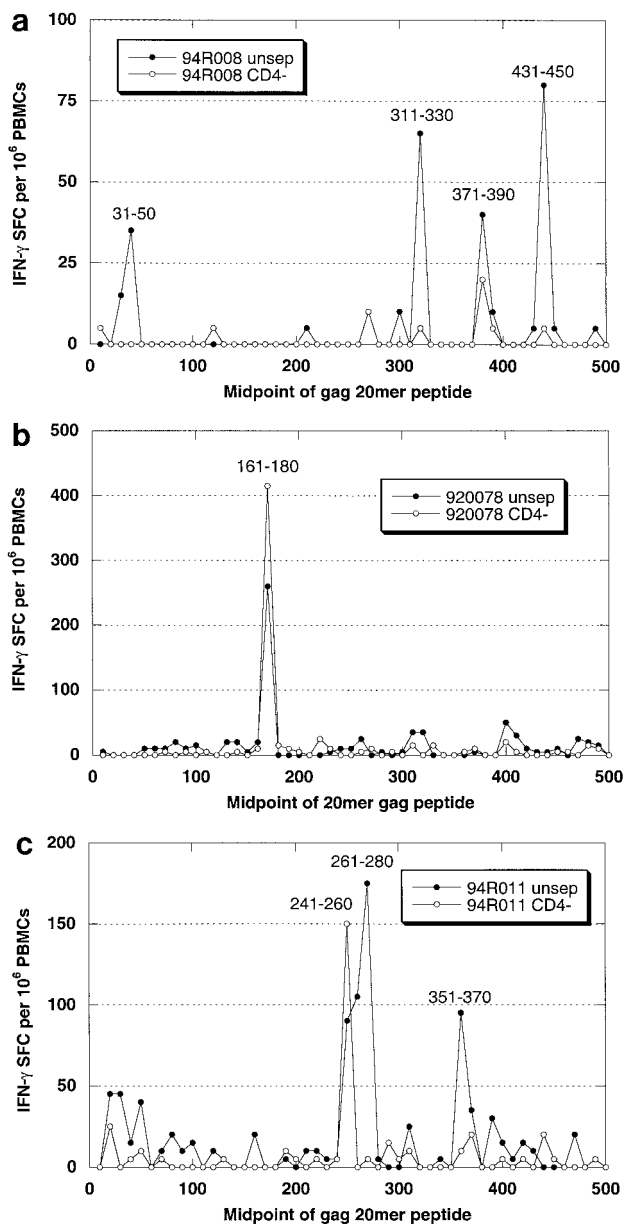 a
94R008 unsep
94R008 CD4-
31-50
311-330
371-390
431-450
100
75
50
25
0
IFN-γ SFC per 10⁶ PBMCs
0 100 200 300 400 500
Midpoint of gag 20mer peptide
b
161-180
920078 unsep
920078 CD4-
500
400
300
200
100
0
IFN-γ SFC per 10⁶ PBMCs
0 100 200 300 400 500
Midpoint of 20mer gag peptide
c
261-280
241-260
351-370
94R011 unsep
94R011 CD4-
200
150
100
50
0
IFN-γ SFC per 10⁶ PBMCs
0 100 200 300 400 500
Midpoint of gag 20mer peptide